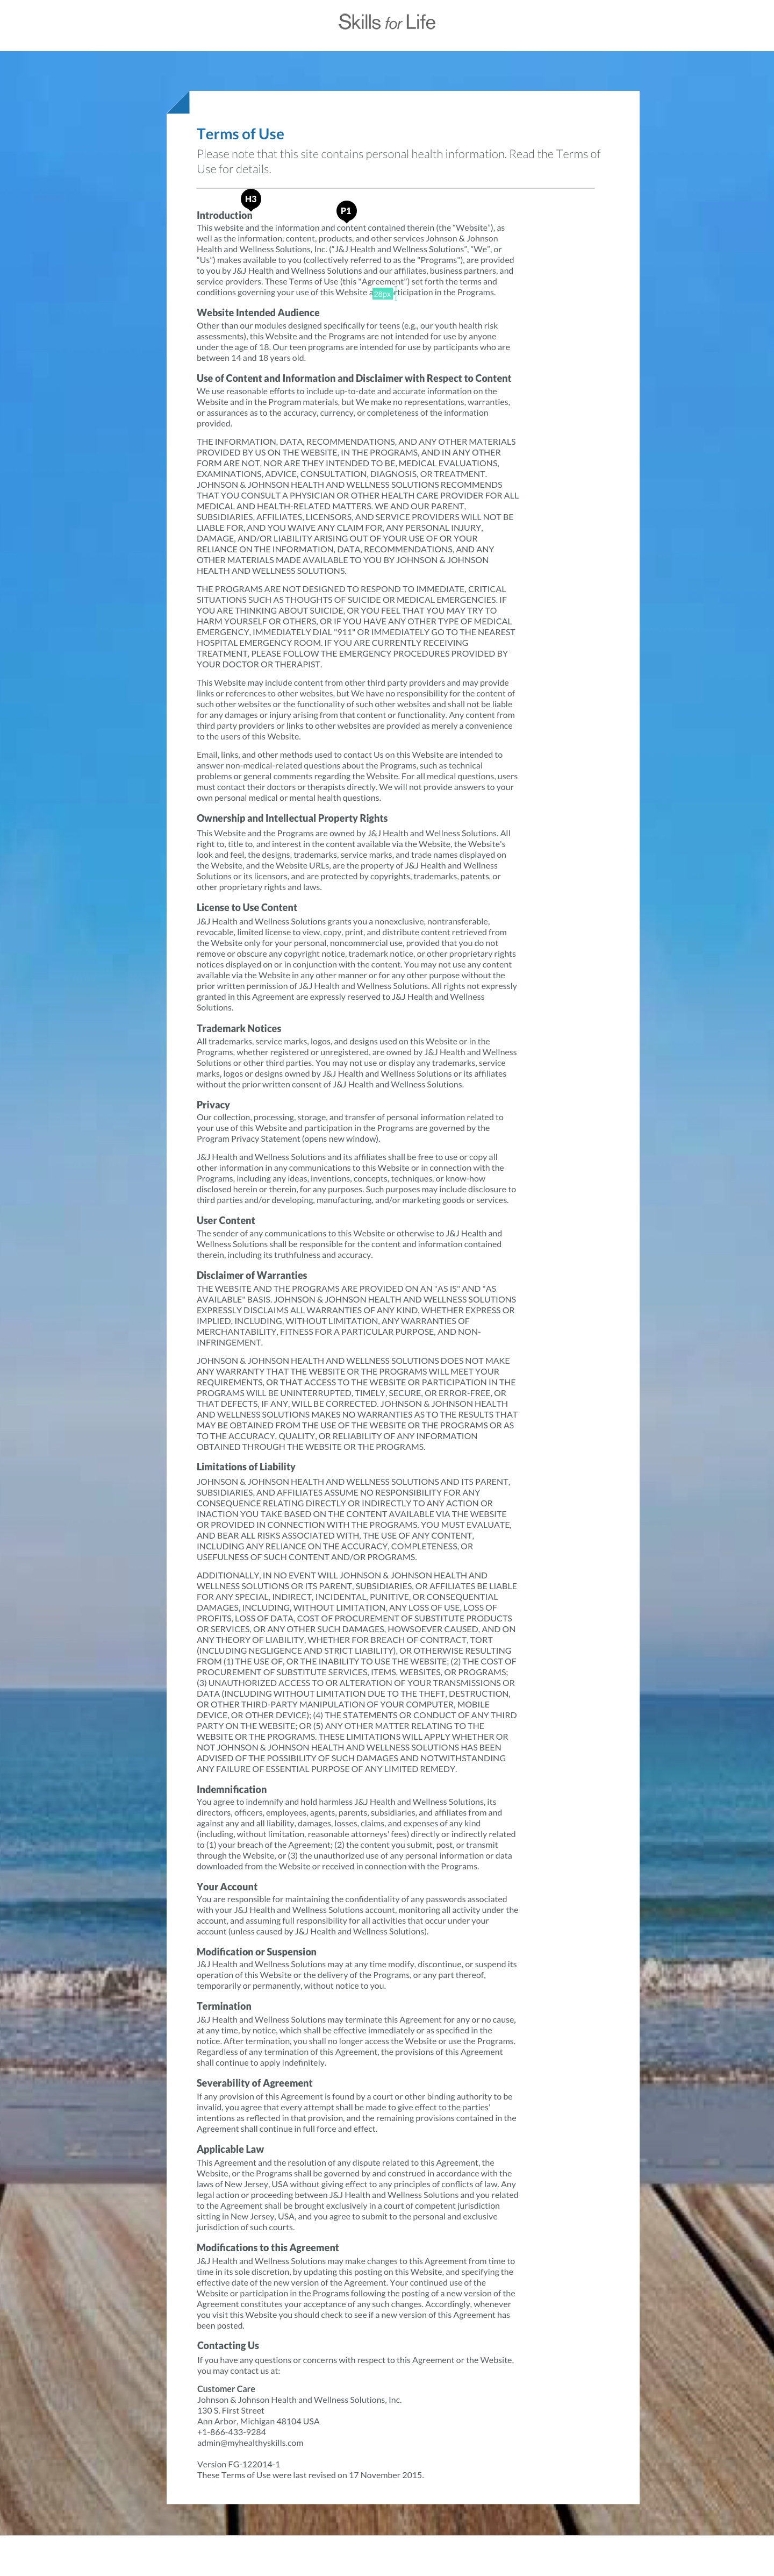 Skills for Life
Terms of Use
Please note that this site contains personal health information. Read the Terms of
Use for details.
H3
P1
Introduction
This website and the information and content contained therein (the “Website”), as
well as the information, content, products, and other services Johnson & Johnson
Health and Wellness Solutions, Inc. (“J&J Health and Wellness Solutions”, “We”, or
“Us”) makes available to you (collectively referred to as the "Programs"), are provided
to you by J&J Health and Wellness Solutions and our affiliates, business partners, and
service providers. These Terms of Use (this “Agreement”) set forth the terms and
conditions governing your use of this Website 28px rticipation in the Programs.
Website Intended Audience
Other than our modules designed specifically for teens (e.g., our youth health risk
assessments), this Website and the Programs are not intended for use by anyone
under the age of 18. Our teen programs are intended for use by participants who are
between 14 and 18 years old.
Use of Content and Information and Disclaimer with Respect to Content
We use reasonable efforts to include up-to-date and accurate information on the
Website and in the Program materials, but We make no representations, warranties,
or assurances as to the accuracy, currency, or completeness of the information
provided.
THE INFORMATION, DATA, RECOMMENDATIONS, AND ANY OTHER MATERIALS
PROVIDED BY US ON THE WEBSITE, IN THE PROGRAMS, AND IN ANY OTHER
FORM ARE NOT, NOR ARE THEY INTENDED TO BE, MEDICAL EVALUATIONS,
EXAMINATIONS, ADVICE, CONSULTATION, DIAGNOSIS, OR TREATMENT.
JOHNSON & JOHNSON HEALTH AND WELLNESS SOLUTIONS RECOMMENDS
THAT YOU CONSULT A PHYSICIAN OR OTHER HEALTH CARE PROVIDER FOR ALL
MEDICAL AND HEALTH-RELATED MATTERS. WE AND OUR PARENT,
SUBSIDIARIES, AFFILIATES, LICENSORS, AND SERVICE PROVIDERS WILL NOT BE
LIABLE FOR, AND YOU WAIVE ANY CLAIM FOR, ANY PERSONAL INJURY,
DAMAGE, AND/OR LIABILITY ARISING OUT OF YOUR USE OF OR YOUR
RELIANCE ON THE INFORMATION, DATA, RECOMMENDATIONS, AND ANY
OTHER MATERIALS MADE AVAILABLE TO YOU BY JOHNSON & JOHNSON
HEALTH AND WELLNESS SOLUTIONS.
THE PROGRAMS ARE NOT DESIGNED TO RESPOND TO IMMEDIATE, CRITICAL
SITUATIONS SUCH AS THOUGHTS OF SUICIDE OR MEDICAL EMERGENCIES. IF
YOU ARE THINKING ABOUT SUICIDE, OR YOU FEEL THAT YOU MAY TRY TO
HARM YOURSELF OR OTHERS, OR IF YOU HAVE ANY OTHER TYPE OF MEDICAL
EMERGENCY, IMMEDIATELY DIAL "911" OR IMMEDIATELY GO TO THE NEAREST
HOSPITAL EMERGENCY ROOM. IF YOU ARE CURRENTLY RECEIVING
TREATMENT, PLEASE FOLLOW THE EMERGENCY PROCEDURES PROVIDED BY
YOUR DOCTOR OR THERAPIST.
This Website may include content from other third party providers and may provide
links or references to other websites, but We have no responsibility for the content of
such other websites or the functionality of such other websites and shall not be liable
for any damages or injury arising from that content or functionality. Any content from
third party providers or links to other websites are provided as merely a convenience
to the users of this Website.
Email, links, and other methods used to contact Us on this Website are intended to
answer non-medical-related questions about the Programs, such as technical
problems or general comments regarding the Website. For all medical questions, users
must contact their doctors or therapists directly. We will not provide answers to your
own personal medical or mental health questions.
Ownership and Intellectual Property Rights
This Website and the Programs are owned by J&J Health and Wellness Solutions. All
right to, title to, and interest in the content available via the Website, the Website's
look and feel, the designs, trademarks, service marks, and trade names displayed on
the Website, and the Website URLs, are the property of J&J Health and Wellness
Solutions or its licensors, and are protected by copyrights, trademarks, patents, or
other proprietary rights and laws.
License to Use Content
J&J Health and Wellness Solutions grants you a nonexclusive, nontransferable,
revocable, limited license to view, copy, print, and distribute content retrieved from
the Website only for your personal, noncommercial use, provided that you do not
remove or obscure any copyright notice, trademark notice, or other proprietary rights
notices displayed on or in conjunction with the content. You may not use any content
available via the Website in any other manner or for any other purpose without the
prior written permission of J&J Health and Wellness Solutions. All rights not expressly
granted in this Agreement are expressly reserved to J&J Health and Wellness
Solutions.
Trademark Notices
All trademarks, service marks, logos, and designs used on this Website or in the
Programs, whether registered or unregistered, are owned by J&J Health and Wellness
Solutions or other third parties. You may not use or display any trademarks, service
marks, logos or designs owned by J&J Health and Wellness Solutions or its affiliates
without the prior written consent of J&J Health and Wellness Solutions.
Privacy
Our collection, processing, storage, and transfer of personal information related to
your use of this Website and participation in the Programs are governed by the
Program Privacy Statement (opens new window).
J&J Health and Wellness Solutions and its affiliates shall be free to use or copy all
other information in any communications to this Website or in connection with the
Programs, including any ideas, inventions, concepts, techniques, or know-how
disclosed herein or therein, for any purposes. Such purposes may include disclosure to
third parties and/or developing, manufacturing, and/or marketing goods or services.
User Content
The sender of any communications to this Website or otherwise to J&J Health and
Wellness Solutions shall be responsible for the content and information contained
therein, including its truthfulness and accuracy.
Disclaimer of Warranties
THE WEBSITE AND THE PROGRAMS ARE PROVIDED ON AN "AS IS" AND "AS
AVAILABLE" BASIS. JOHNSON & JOHNSON HEALTH AND WELLNESS SOLUTIONS
EXPRESSLY DISCLAIMS ALL WARRANTIES OF ANY KIND, WHETHER EXPRESS OR
IMPLIED, INCLUDING, WITHOUT LIMITATION, ANY WARRANTIES OF
MERCHANTABILITY, FITNESS FOR A PARTICULAR PURPOSE, AND NON-
INFRINGEMENT.
JOHNSON & JOHNSON HEALTH AND WELLNESS SOLUTIONS DOES NOT MAKE
ANY WARRANTY THAT THE WEBSITE OR THE PROGRAMS WILL MEET YOUR
REQUIREMENTS, OR THAT ACCESS TO THE WEBSITE OR PARTICIPATION IN THE
PROGRAMS WILL BE UNINTERRUPTED, TIMELY, SECURE, OR ERROR-FREE, OR
THAT DEFECTS, IF ANY, WILL BE CORRECTED. JOHNSON & JOHNSON HEALTH
AND WELLNESS SOLUTIONS MAKES NO WARRANTIES AS TO THE RESULTS THAT
MAY BE OBTAINED FROM THE USE OF THE WEBSITE OR THE PROGRAMS OR AS
TO THE ACCURACY, QUALITY, OR RELIABILITY OF ANY INFORMATION
OBTAINED THROUGH THE WEBSITE OR THE PROGRAMS.
Limitations of Liability
JOHNSON & JOHNSON HEALTH AND WELLNESS SOLUTIONS AND ITS PARENT,
SUBSIDIARIES, AND AFFILIATES ASSUME NO RESPONSIBILITY FOR ANY
CONSEQUENCE RELATING DIRECTLY OR INDIRECTLY TO ANY ACTION OR
INACTION YOU TAKE BASED ON THE CONTENT AVAILABLE VIA THE WEBSITE
OR PROVIDED IN CONNECTION WITH THE PROGRAMS. YOU MUST EVALUATE,
AND BEAR ALL RISKS ASSOCIATED WITH, THE USE OF ANY CONTENT,
INCLUDING ANY RELIANCE ON THE ACCURACY, COMPLETENESS, OR
USEFULNESS OF SUCH CONTENT AND/OR PROGRAMS.
ADDITIONALLY, IN NO EVENT WILL JOHNSON & JOHNSON HEALTH AND
WELLNESS SOLUTIONS OR ITS PARENT, SUBSIDIARIES, OR AFFILIATES BE LIABLE
FOR ANY SPECIAL, INDIRECT, INCIDENTAL, PUNITIVE, OR CONSEQUENTIAL
DAMAGES, INCLUDING, WITHOUT LIMITATION, ANY LOSS OF USE, LOSS OF
PROFITS, LOSS OF DATA, COST OF PROCUREMENT OF SUBSTITUTE PRODUCTS
OR SERVICES, OR ANY OTHER SUCH DAMAGES, HOWSOEVER CAUSED, AND ON
ANY THEORY OF LIABILITY, WHETHER FOR BREACH OF CONTRACT, TORT
(INCLUDING NEGLIGENCE AND STRICT LIABILITY), OR OTHERWISE RESULTING
FROM (1) THE USE OF, OR THE INABILITY TO USE THE WEBSITE; (2) THE COST OF
PROCUREMENT OF SUBSTITUTE SERVICES, ITEMS, WEBSITES, OR PROGRAMS;
(3) UNAUTHORIZED ACCESS TO OR ALTERATION OF YOUR TRANSMISSIONS OR
DATA (INCLUDING WITHOUT LIMITATION DUE TO THE THEFT, DESTRUCTION,
OR OTHER THIRD-PARTY MANIPULATION OF YOUR COMPUTER, MOBILE
DEVICE, OR OTHER DEVICE); (4) THE STATEMENTS OR CONDUCT OF ANY THIRD
PARTY ON THE WEBSITE; OR (5) ANY OTHER MATTER RELATING TO THE
WEBSITE OR THE PROGRAMS. THESE LIMITATIONS WILL APPLY WHETHER OR
NOT JOHNSON & JOHNSON HEALTH AND WELLNESS SOLUTIONS HAS BEEN
ADVISED OF THE POSSIBILITY OF SUCH DAMAGES AND NOTWITHSTANDING
ANY FAILURE OF ESSENTIAL PURPOSE OF ANY LIMITED REMEDY.
Indemnification
You agree to indemnify and hold harmless J&J Health and Wellness Solutions, its
directors, officers, employees, agents, parents, subsidiaries, and affiliates from and
against any and all liability, damages, losses, claims, and expenses of any kind
(including, without limitation, reasonable attorneys' fees) directly or indirectly related
to (1) your breach of the Agreement; (2) the content you submit, post, or transmit
through the Website, or (3) the unauthorized use of any personal information or data
downloaded from the Website or received in connection with the Programs.
Your Account
You are responsible for maintaining the confidentiality of any passwords associated
with your J&J Health and Wellness Solutions account, monitoring all activity under the
account, and assuming full responsibility for all activities that occur under your
account (unless caused by J&J Health and Wellness Solutions).
Modification or Suspension
J&J Health and Wellness Solutions may at any time modify, discontinue, or suspend its
operation of this Website or the delivery of the Programs, or any part thereof,
temporarily or permanently, without notice to you.
Termination
J&J Health and Wellness Solutions may terminate this Agreement for any or no cause,
at any time, by notice, which shall be effective immediately or as specified in the
notice. After termination, you shall no longer access the Website or use the Programs.
Regardless of any termination of this Agreement, the provisions of this Agreement
shall continue to apply indefinitely.
Severability of Agreement
If any provision of this Agreement is found by a court or other binding authority to be
invalid, you agree that every attempt shall be made to give effect to the parties’
intentions as reflected in that provision, and the remaining provisions contained in the
Agreement shall continue in full force and effect.
Applicable Law
This Agreement and the resolution of any dispute related to this Agreement, the
Website, or the Programs shall be governed by and construed in accordance with the
laws of New Jersey, USA without giving effect to any principles of conflicts of law. Any
legal action or proceeding between J&J Health and Wellness Solutions and you related
to the Agreement shall be brought exclusively in a court of competent jurisdiction
sitting in New Jersey, USA, and you agree to submit to the personal and exclusive
jurisdiction of such courts.
Modifications to this Agreement
J&J Health and Wellness Solutions may make changes to this Agreement from time to
time in its sole discretion, by updating this posting on this Website, and specifying the
effective date of the new version of the Agreement. Your continued use of the
Website or participation in the Programs following the posting of a new version of the
Agreement constitutes your acceptance of any such changes. Accordingly, whenever
you visit this Website you should check to see if a new version of this Agreement has
been posted.
Contacting Us
If you have any questions or concerns with respect to this Agreement or the Website,
you may contact us at:
Customer Care
Johnson & Johnson Health and Wellness Solutions, Inc.
130 S. First Street
Ann Arbor, Michigan 48104 USA
+1-866-433-9284
admin@myhealthyskills.com
Version FG-122014-1
These Terms of Use were last revised on 17 November 2015.